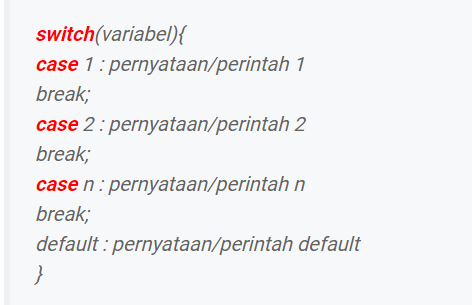 switch(variabel){
case 1 : pernyataan/perintah 1
break;
case 2 : pernyataan/perintah 2
break;
case n : pernyataan/perintah n
break;
default : pernyataan/perintah default
}